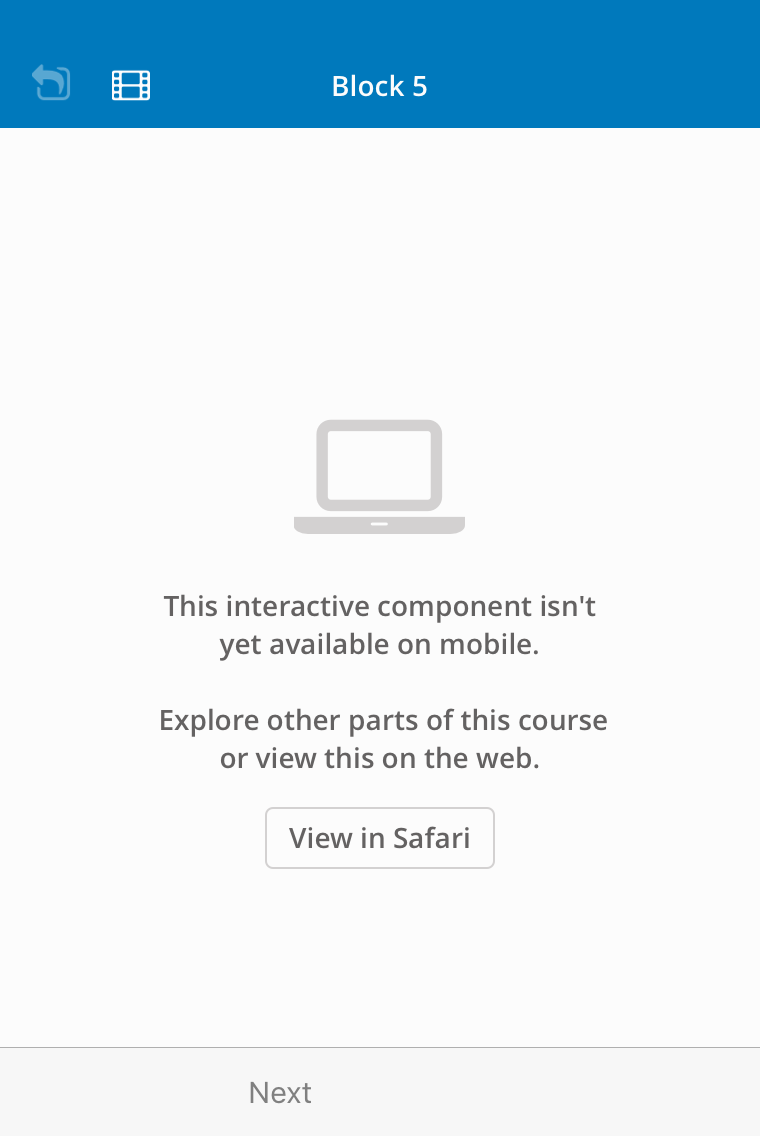 Block 5
This interactive component isn't
yet available on mobile.
Explore other parts of this course
or view this on the web.
View in Safari
Next